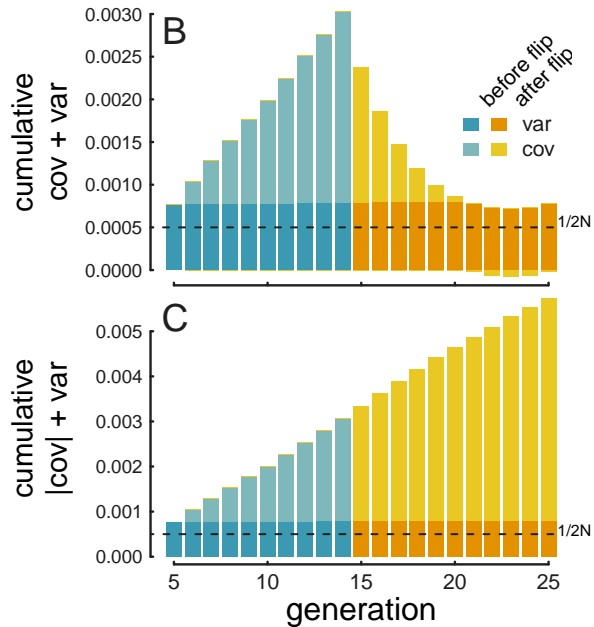 B
cumulative
cov + var
0.0030
0.0025
0.0020
0.0015
0.0010
0.0005
0.0000
before flip
after flip
var
cov
1/2N
C
cumulative
|cov| + var
0.005
0.004
0.003
0.002
0.001
0.000
1/2N
5 10 15 20 25
generation